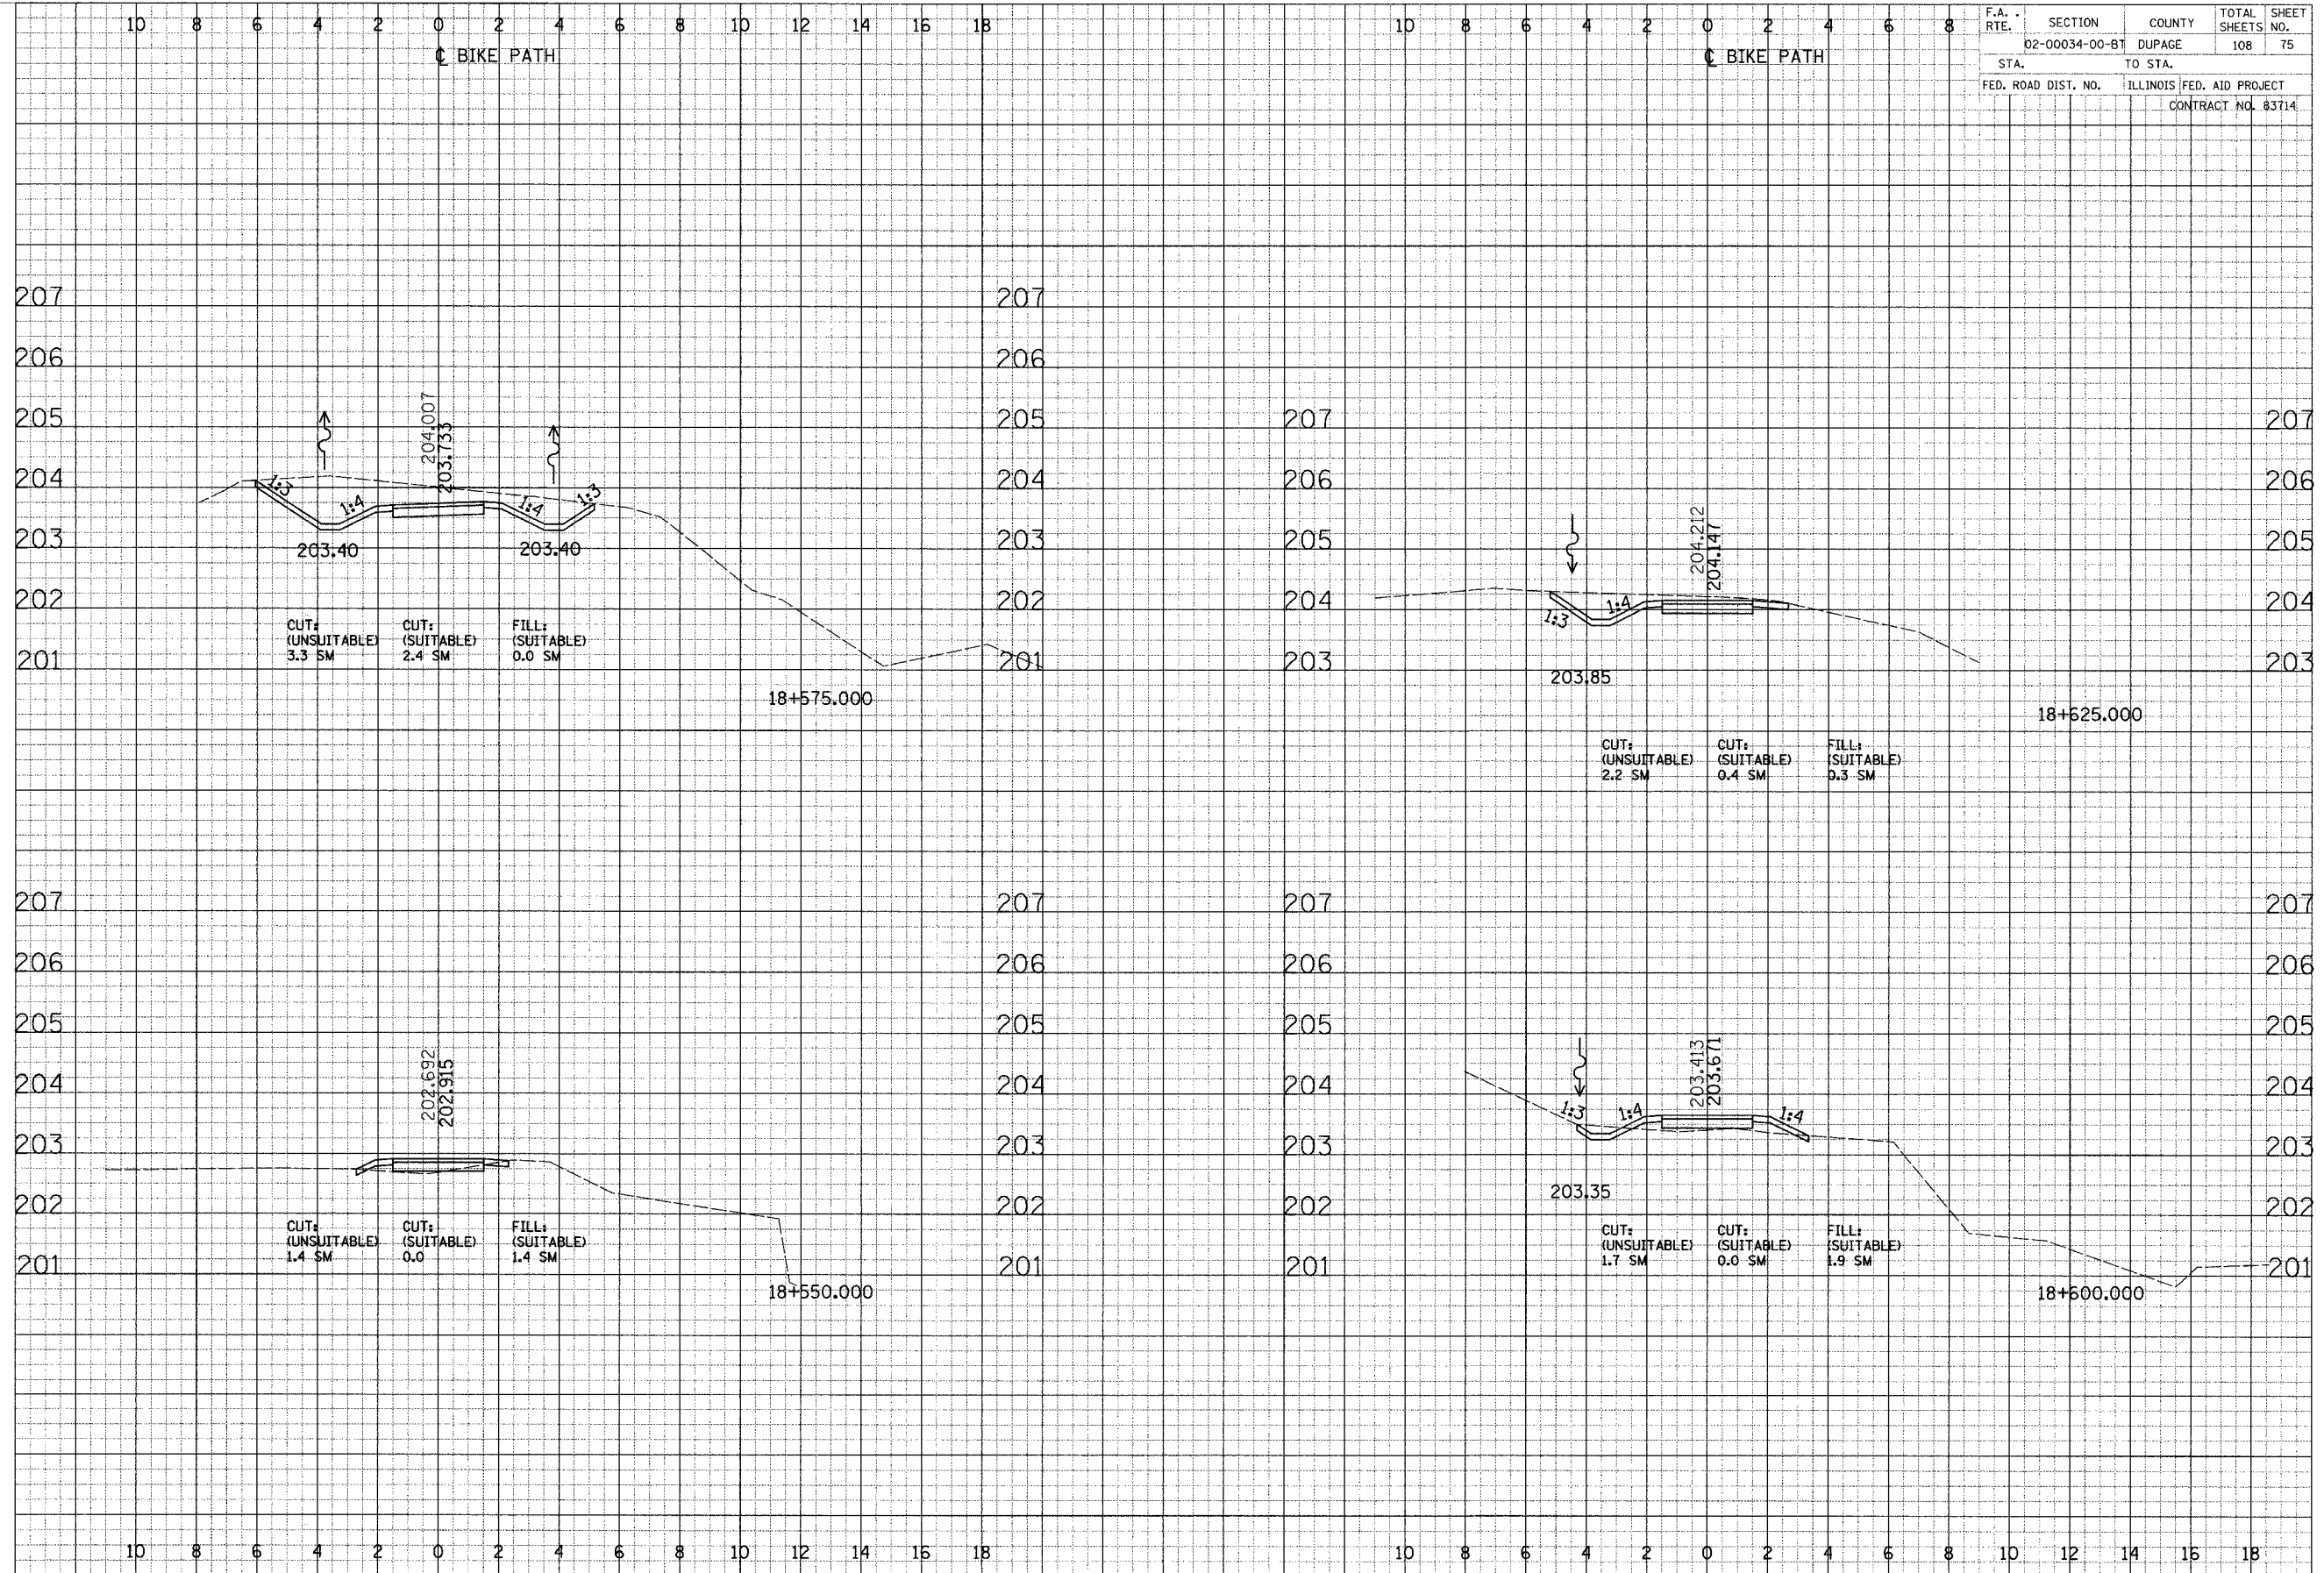 10 8 6 4 2 0 2 4 6 8 10 12 14 16 18
10 8 6 4 2 0 2 4 6 8
℄ BIKE PATH
℄ BIKE PATH
F.A. RTE. SECTION COUNTY TOTAL SHEETS SHEET NO.
02-00034-00-BT DUPAGE 108 75
STA. TO STA.
FED. ROAD DIST. NO. ILLINOIS FED. AID PROJECT
CONTRACT NO. 83714
207 207
206 206
205 205
204 204
203 203
202 202
201 201
204.007
203.733
1:3 1:4 1:4 1:3
203.40 203.40
CUT: CUT: FILL:
(UNSUITABLE) (SUITABLE) (SUITABLE)
3.3 SM 2.4 SM 0.0 SM
18+575.000
207 207
206 206
205 205
204 204
203 203
204.212
204.147
1:3 1:4
203.85
18+625.000
CUT: CUT: FILL:
(UNSUITABLE) (SUITABLE) (SUITABLE)
2.2 SM 0.4 SM 0.3 SM
207 207
206 206
205 205
204 204
203 203
202 202
201 201
202.692
202.915
CUT: CUT: FILL:
(UNSUITABLE) (SUITABLE) (SUITABLE)
1.4 SM 0.0 1.4 SM
18+550.000
207 207
206 206
205 205
204 204
203 203
202 202
201 201
203.413
203.671
1:3 1:4 1:4
203.35
CUT: CUT: FILL:
(UNSUITABLE) (SUITABLE) (SUITABLE)
1.7 SM 0.0 SM 1.9 SM
18+600.000
10 8 6 4 2 0 2 4 6 8 10 12 14 16 18
10 8 6 4 2 0 2 4 6 8 10 12 14 16 18